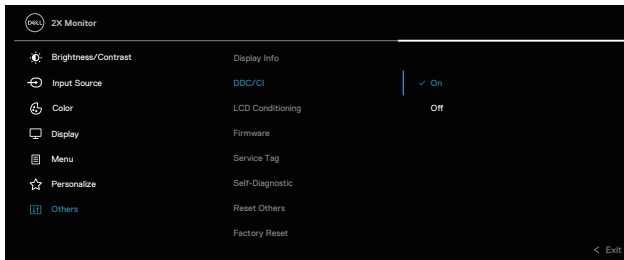 DELL 2X Monitor
Brightness/Contrast Display Info
Input Source DDC/CI On
Color LCD Conditioning Off
Display Firmware
Menu Service Tag
Personalize Self-Diagnostic
Others Reset Others
Factory Reset
< Exit